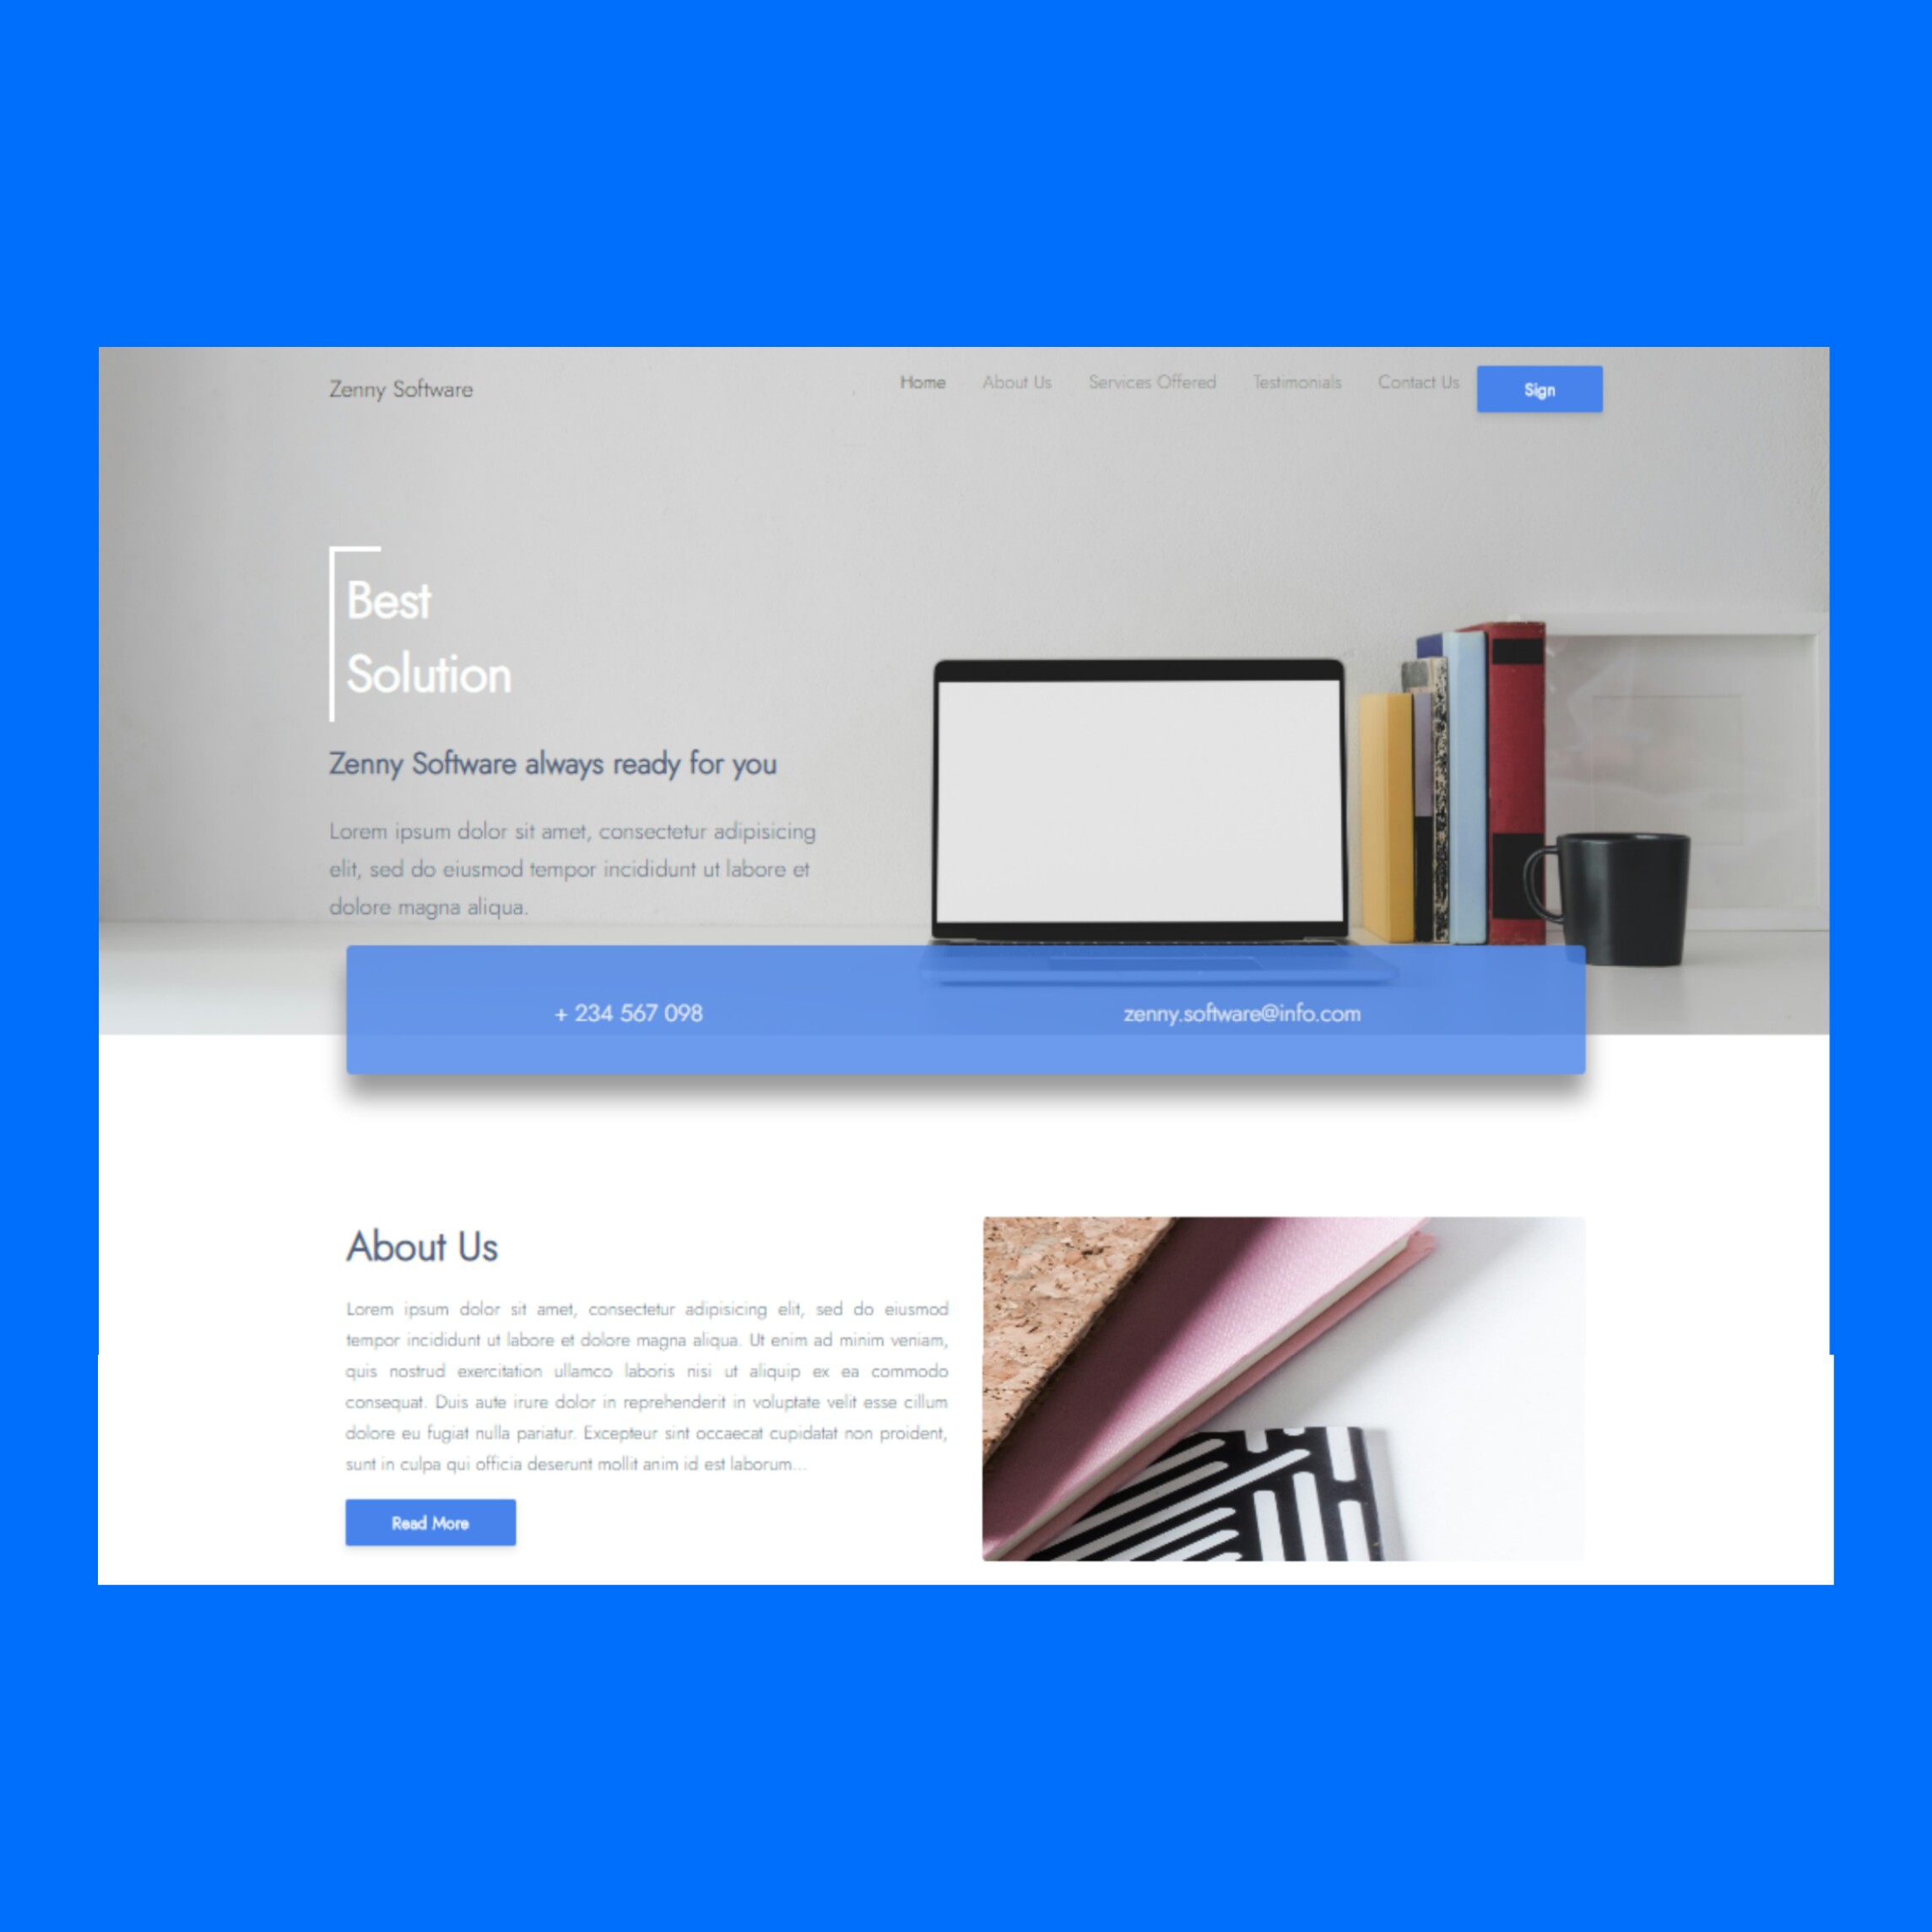 Zenny Software
Home About Us Services Offered Testimonials Contact Us Sign
Best
Solution
Zenny Software always ready for you
Lorem ipsum dolor sit amet, consectetur adipisicing
elit, sed do eiusmod tempor incididunt ut labore et
dolore magna aliqua.
+ 234 567 098
zenny.software@info.com
About Us
Lorem ipsum dolor sit amet, consectetur adipisicing elit, sed do eiusmod
tempor incididunt ut labore et dolore magna aliqua. Ut enim ad minim veniam,
quis nostrud exercitation ullamco laboris nisi ut aliquip ex ea commodo
consequat. Duis aute irure dolor in reprehenderit in voluptate velit esse cillum
dolore eu fugiat nulla pariatur. Excepteur sint occaecat cupidatat non proident,
sunt in culpa qui officia deserunt mollit anim id est laborum...
Read More